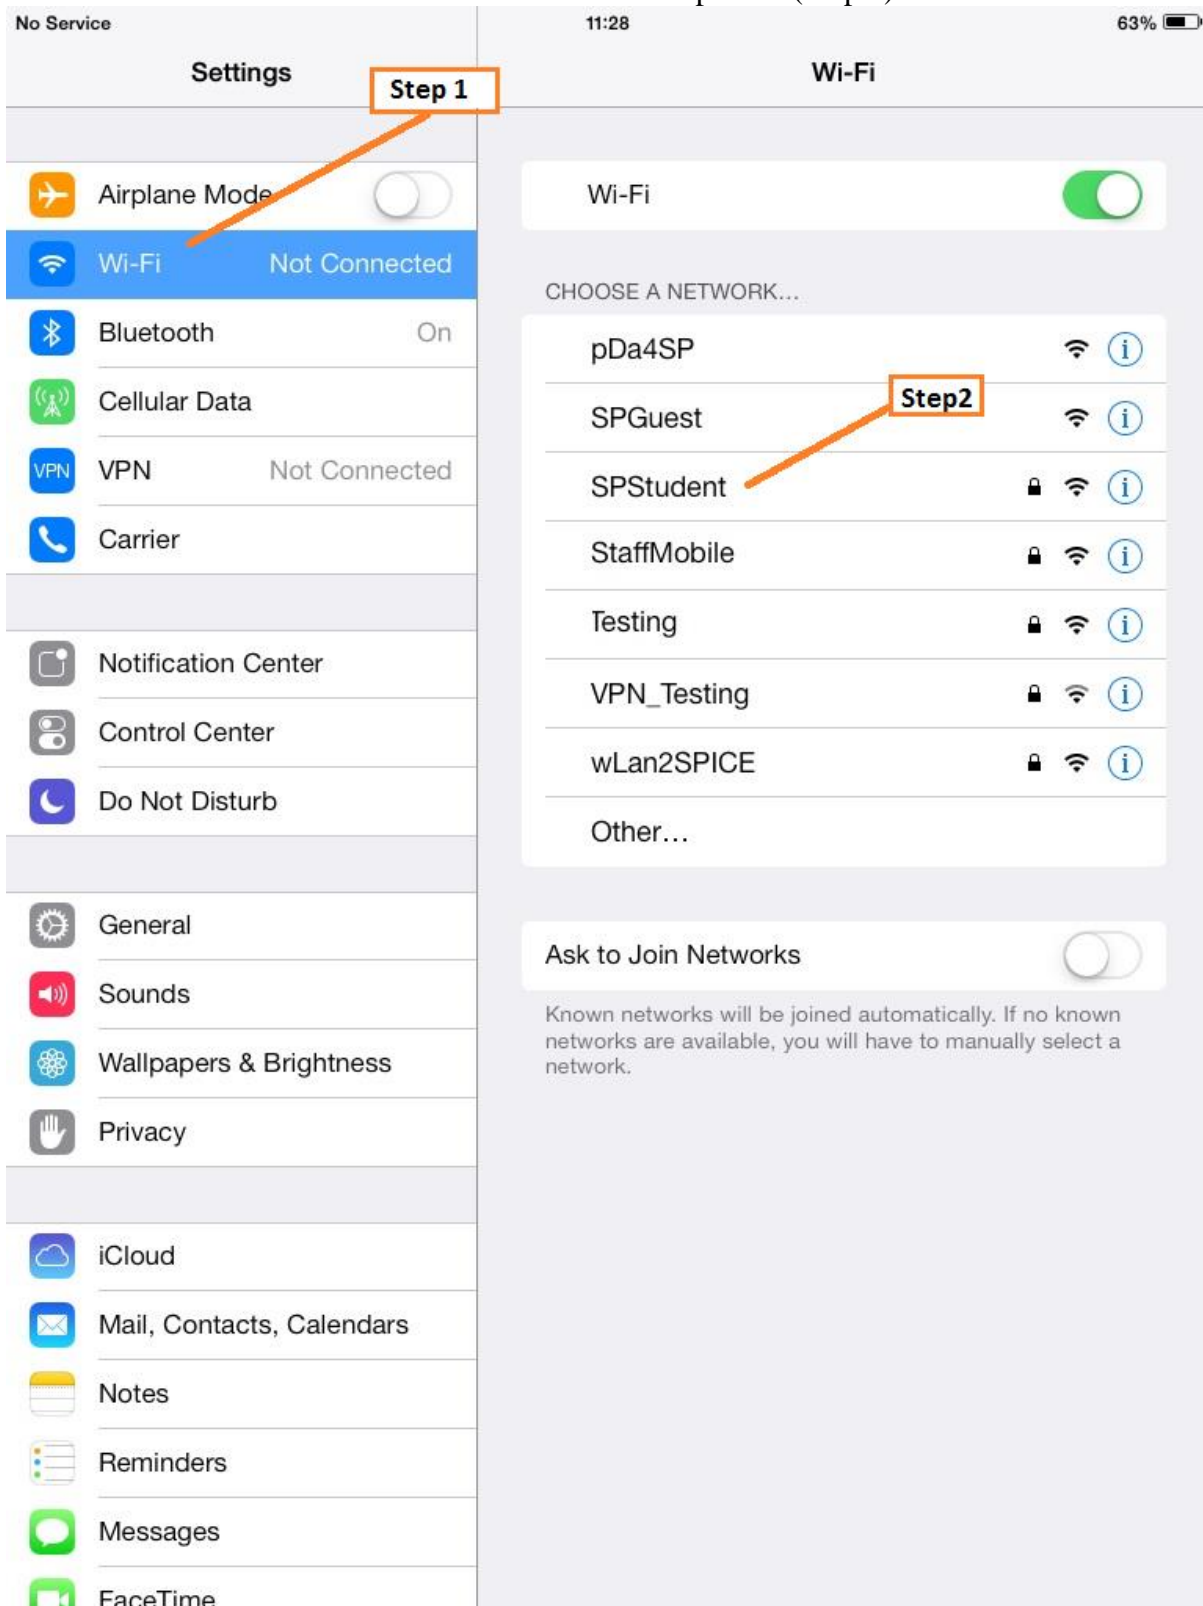 No Service 11:28 63%
Settings
Wi-Fi
Step 1
Airplane Mode
Wi-Fi Not Connected
Bluetooth On
Cellular Data
VPN VPN Not Connected
Carrier
Notification Center
Control Center
Do Not Disturb
General
Sounds
Wallpapers & Brightness
Privacy
iCloud
Mail, Contacts, Calendars
Notes
Reminders
Messages
FaceTime
Wi-Fi
CHOOSE A NETWORK...
pDa4SP
Step2
SPGuest
SPStudent
StaffMobile
Testing
VPN_Testing
wLan2SPICE
Other...
Ask to Join Networks
Known networks will be joined automatically. If no known
networks are available, you will have to manually select a
network.